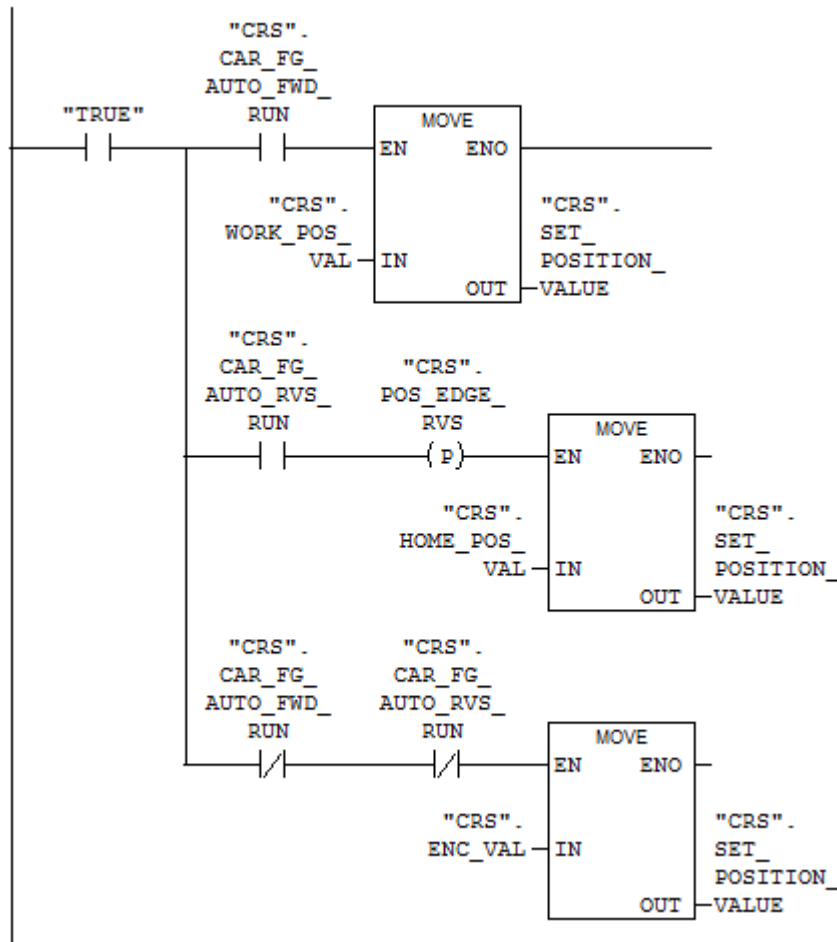 "CRS".
CAR_FG_
AUTO_FWD_
"TRUE" RUN
MOVE
EN ENO
"CRS". "CRS".
WORK_POS_ SET_
VAL IN POSITION_
OUT VALUE
"CRS". "CRS".
CAR_FG_ POS_EDGE_
AUTO_RVS_ RVS
RUN
MOVE
(P) EN ENO
"CRS". "CRS".
HOME_POS_ SET_
VAL IN POSITION_
OUT VALUE
"CRS". "CRS".
CAR_FG_ CAR_FG_
AUTO_FWD_ AUTO_RVS_
RUN RUN
MOVE
EN ENO
"CRS". "CRS".
ENC_VAL IN SET_
POSITION_
OUT VALUE